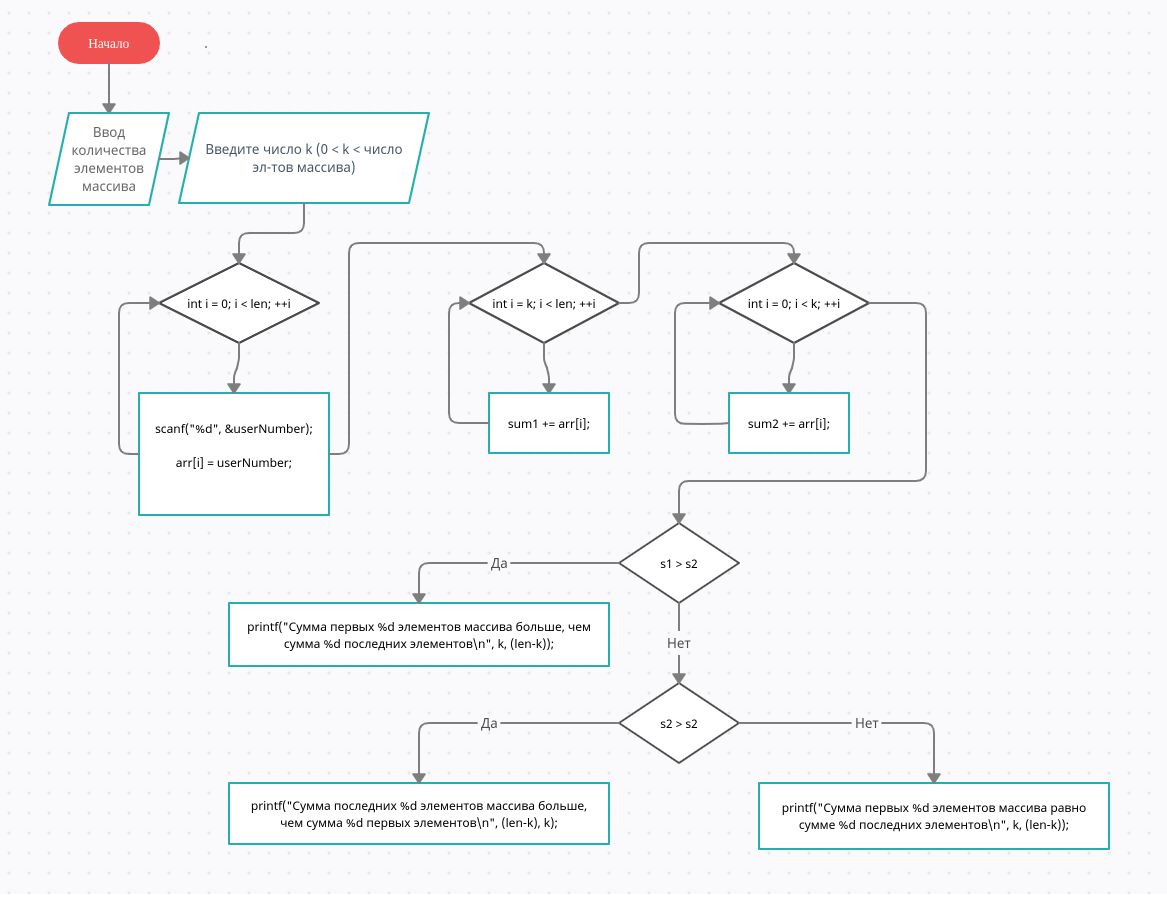 Начало
Ввод
количества
элементов
массива
Введите число k (0 < k < число
эл-тов массива)
int i = 0; i < len; ++i
int i = k; i < len; ++i
int i = 0; i < k; ++i
scanf("%d", &userNumber);
arr[i] = userNumber;
sum1 += arr[i];
sum2 += arr[i];
s1 > s2
Да
printf("Сумма первых %d элементов массива больше, чем
сумма %d последних элементов\n", k, (len-k));
Нет
s2 > s2
Да
Нет
printf("Сумма последних %d элементов массива больше,
чем сумма %d первых элементов\n", (len-k), k);
printf("Сумма первых %d элементов массива равно
сумме %d последних элементов\n", k, (len-k));